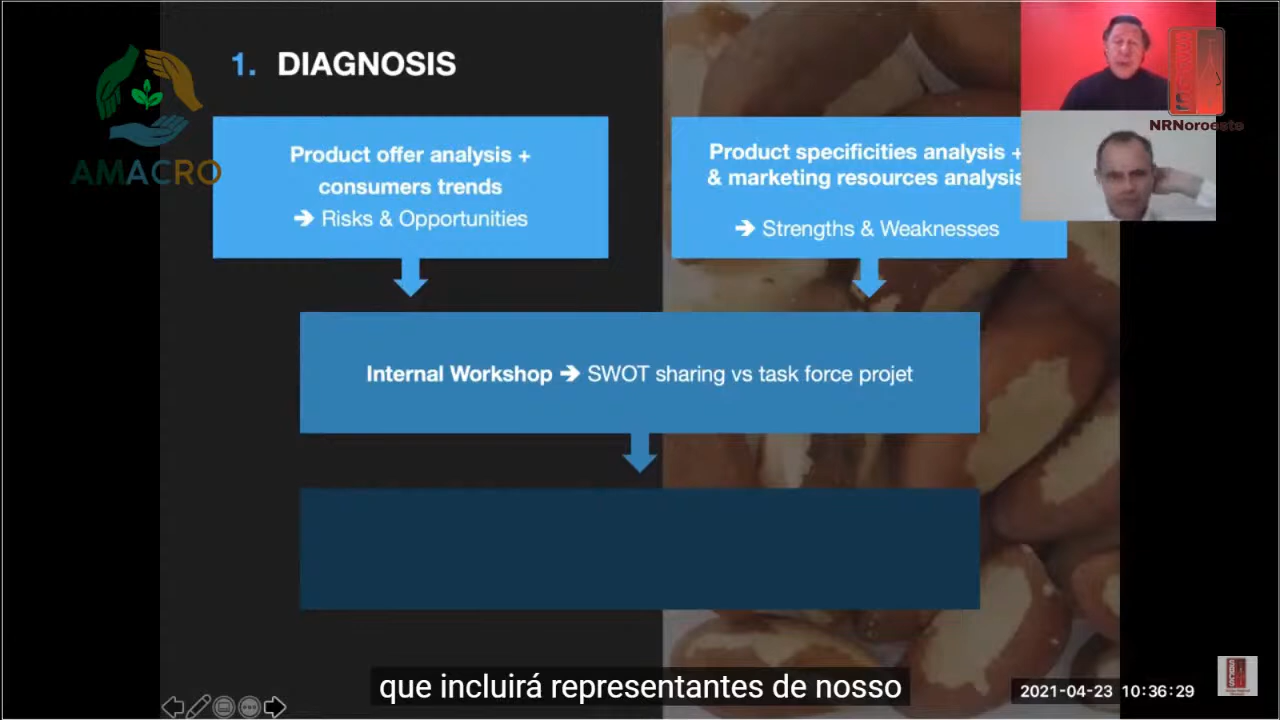 1. DIAGNOSIS
AMACRO
Product offer analysis +
consumers trends
➔ Risks & Opportunities
Product specificities analysis +
& marketing resources analysis
➔ Strengths & Weaknesses
NRNoroeste
Internal Workshop ➔ SWOT sharing vs task force projet
que incluirá representantes de nosso
2021-04-23 10:36:29